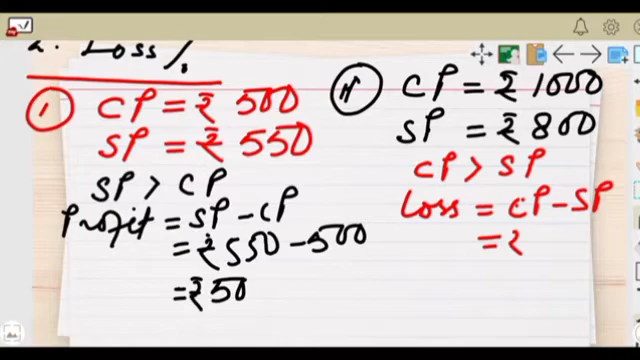 2. Loss %.
(i) CP = ₹ 500
SP = ₹ 550
SP > CP
Profit = SP - CP
= ₹ 550 - 500
= ₹ 50
(ii) CP = ₹ 1000
SP = ₹ 800
CP > SP
Loss = CP - SP
= ₹